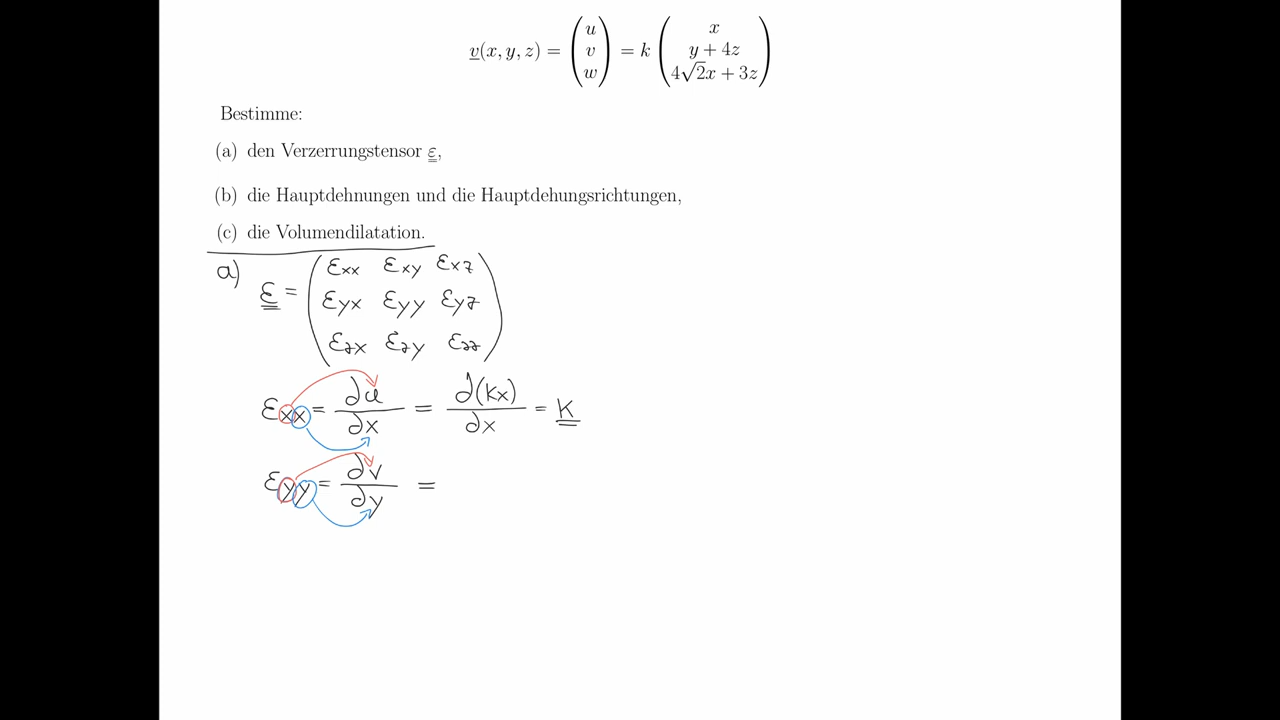 v(x, y, z) = (u v w) = k (x y + 4z 4√2x + 3z)
Bestimme:
(a) den Verzerrungstensor ε,
(b) die Hauptdehnungen und die Hauptdehungsrichtungen,
(c) die Volumendilatation.
a) ε = (εxx εxy εxz
εyx εyy εyz
εzx εzy εzz)
εxx = ∂u/∂x = ∂(kx)/∂x = k
εyy = ∂v/∂y =